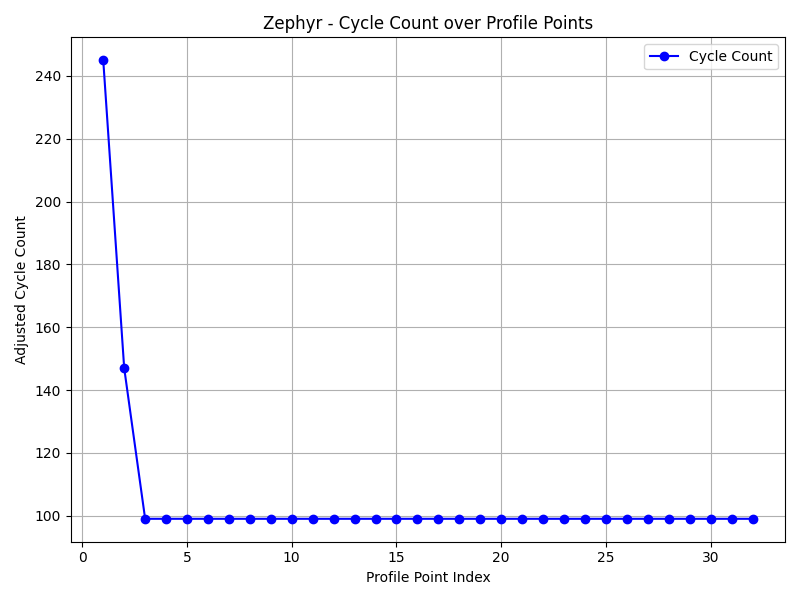 Zephyr - Cycle Count over Profile Points
Cycle Count
Adjusted Cycle Count
240
220
200
180
160
140
120
100
0 5 10 15 20 25 30
Profile Point Index